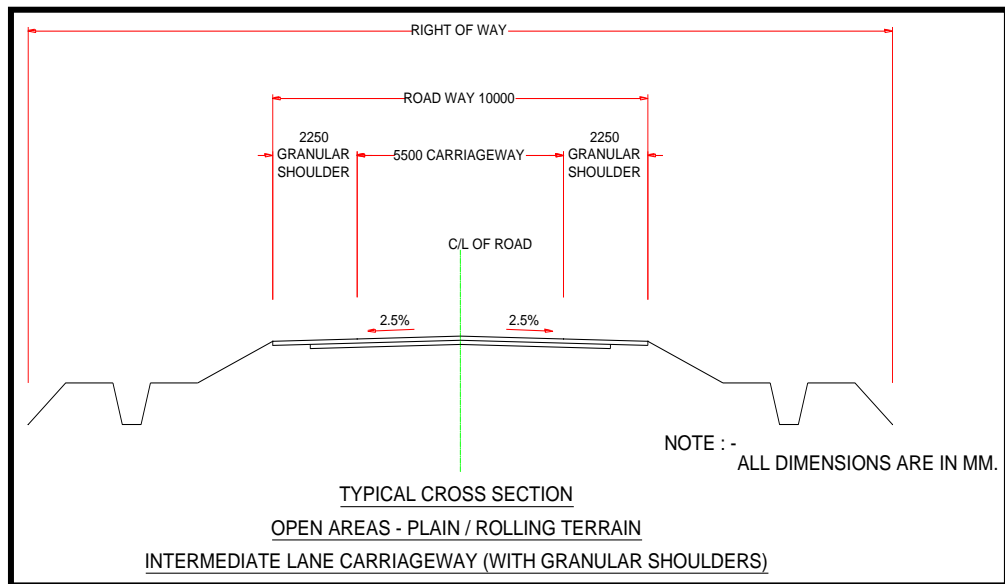 RIGHT OF WAY
ROAD WAY 10000
2250
GRANULAR
SHOULDER
5500 CARRIAGEWAY
2250
GRANULAR
SHOULDER
C/L OF ROAD
2.5%
2.5%
NOTE : -
ALL DIMENSIONS ARE IN MM.
TYPICAL CROSS SECTION
OPEN AREAS - PLAIN / ROLLING TERRAIN
INTERMEDIATE LANE CARRIAGEWAY (WITH GRANULAR SHOULDERS)